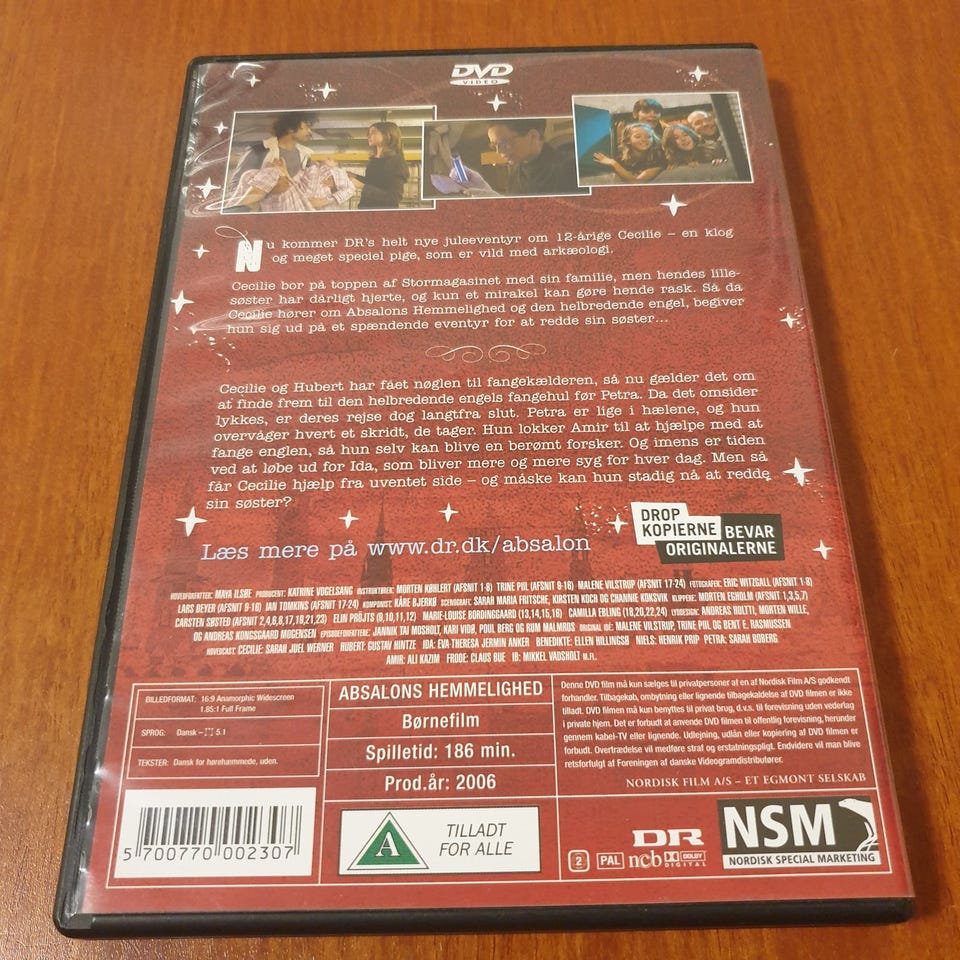 DVD
VIDEO
Nu kommer DR's helt nye juleeventyr om 12-årige Cecilie – en klog
og meget speciel pige, som er vild med arkæologi.
Cecilie bor på toppen af Stormagasinet med sin familie, men hendes lille-
søster har dårligt hjerte, og kun et mirakel kan gøre hende rask. Så da
Cecilie hører om Absalons Hemmelighed og den helbredende engel, begiver
hun sig ud på et spændende eventyr for at redde sin søster...
Cecilie og Hubert har fået nøglen til fangekælderen, så nu gælder det om
at finde frem til den helbredende engels fangehul før Petra. Da det omsider
lykkes, er deres rejse dog langtfra slut. Petra er lige i hælene, og hun
overvåger hvert et skridt, de tager. Hun lokker Amir til at hjælpe med at
fange englen, så hun selv kan blive en berømt forsker. Og imens er tiden
ved at løbe ud for Ida, som bliver mere og mere syg for hver dag. Men så
får Cecilie hjælp fra uventet side – og måske kan hun stadig nå at redde
sin søster?
Læs mere på www.dr.dk/absalon
DROP
KOPIERNE
BEVAR
ORIGINALERNE
HOVEDFORFATTER: MAYA ILSØE PRODUCENT: KATRINE VOGELSANG INSTRUKTØRER: MORTEN KØHLERT (AFSNIT 1-8) TRINE PIIL (AFSNIT 9-16) MALENE VILSTRUP (AFSNIT 17-24) FOTOGRAFER: ERIC WITZGALL (AFSNIT 1-8)
LARS BEYER (AFSNIT 9-16) JAN TOMKINS (AFSNIT 17-24) KOMPONIST: KÅRE BJERKØ SCENOGRAFI: SARAH MARIA FRITSCHE, KIRSTEN KOCH OG CHANNIE KOKSVIK KLIPPERE: MORTEN EGHOLM (AFSNIT 1,3,5,7)
CARSTEN SØSTED (AFSNIT 2,4,6,8,17,18,21,23) ELIN PRÖJTS (9,10,11,12) MARIE-LOUISE BORDINGGAARD (13,14,15,16) CAMILLA EBLING (19,20,22,24) LYDDESIGN: ANDREAS HOLTTI, MORTEN WILLE,
OG ANDREAS KONGSGAARD MOGENSEN EPISODEFORFATTERE: JANNIK TAI MOSHOLT, KARI VIDØ, POUL BERG OG RUM MALMROS ORIGINAL IDÉ: MALENE VILSTRUP, TRINE PIIL OG BENT E. RASMUSSEN
HOVEDCAST: CECILIE: SARAH JUEL WERNER HUBERT: GUSTAV HINTZE IDA: EVA THERESA JERMIN ANKER BENEDIKTE: ELLEN HILLINGSØ NIELS: HENRIK PRIP PETRA: SARAH BOBERG
AMIR: ALI KAZIM FRODE: CLAUS BUE IB: MIKKEL VADSHOLT M.FL.
BILLEDFORMAT: 16:9 Anamorphic Widescreen
1.85:1 Full Frame
SPROG: Dansk – 5.1
TEKSTER: Dansk for hørehæmmede, uden.
ABSALONS HEMMELIGHED
Børnefilm
Spilletid: 186 min.
Prod.år: 2006
Denne DVD film må kun sælges til privatpersoner af en af Nordisk Film A/S godkendt
forhandler. Tilbagekøb, ombytning eller lignende tilbagekaldelse af DVD filmen er ikke
tilladt. DVD filmen må kun benyttes til privat brug, d.v.s. til forevisning uden vederlag
i private hjem. Det er forbudt at anvende DVD filmen til offentlig forevisning, herunder
gennem kabel-TV eller lignende. Udlejning, udlån eller kopiering af DVD filmen er
forbudt. Overtrædelse vil medføre straf og erstatningspligt. Endvidere vil man blive
retsforfulgt af Foreningen af danske Videogramdistributører.
NORDISK FILM A/S – ET EGMONT SELSKAB
5 700770 002307
A
TILLADT
FOR ALLE
2 PAL
DR
ncb DOLBY
DIGITAL
NSM
NORDISK SPECIAL MARKETING